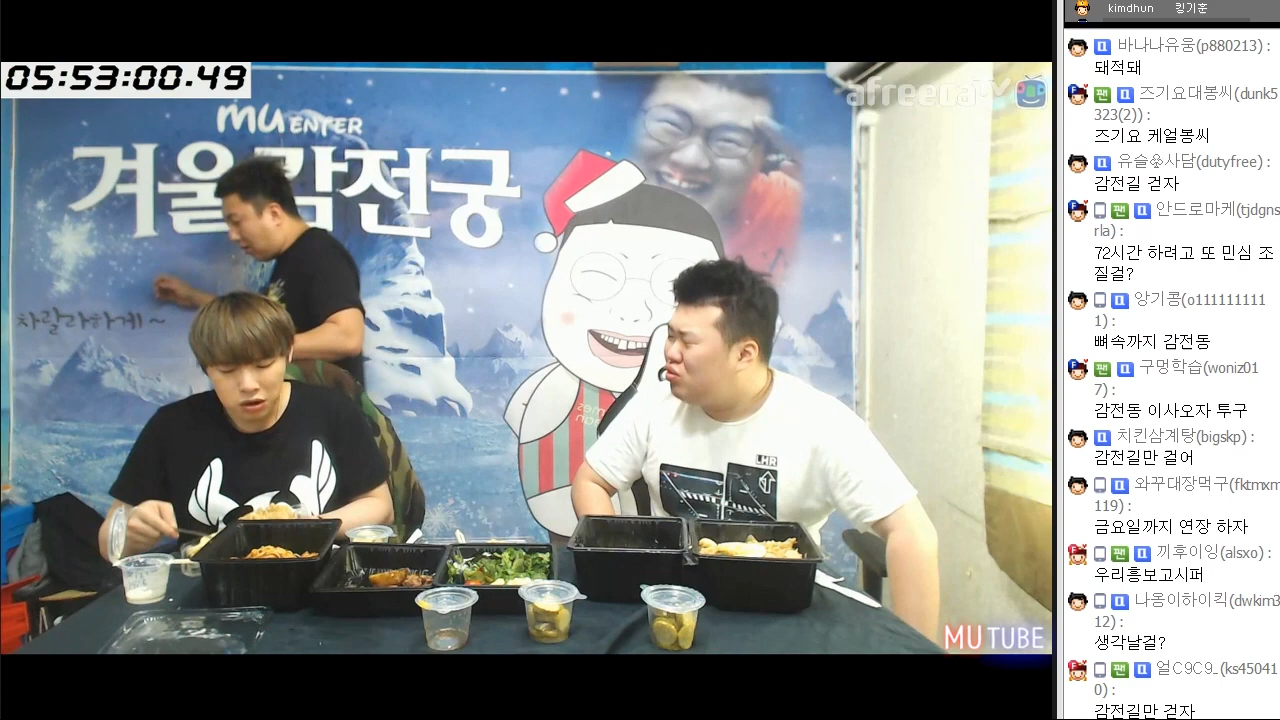 kimdhun 킹기훈
05:53:00.49
afreecaTV
MU ENTER
겨울감전궁
차랄라하게~
LHR
MU TUBE
바나나유웅(p880213) :
돼적돼
즈기요대봉씨(dunk5
323(2)) :
즈기요 케얼봉씨
유슬옷사담(dutyfree) :
감전길 걷자
안드로마케(tjdgna
rla) :
72시간 하려고 또 민심 조
질걸?
앙기콩(o111111111
1) :
뼈속까지 감전동
구멍학습(woniz01
7) :
감전동 이사오자 투구
치킨삼계탕(bigskp) :
감전길만 걸어
와꾸대장먹구(fktmxm
119) :
금요일까지 연장 하자
끼후이잉(alsxo) :
우리흥보고시퍼
나옹이하이킥(dwkim3
12) :
생각날걸?
얼C9C9_(ks45041
0) :
감전길만 걷자